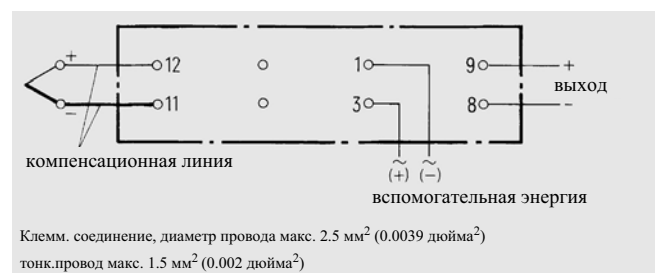 + 12 1 9 +
выход
− 11 3 8 −
компенсационная линия
~ ~
(+) (−)
вспомогательная энергия
Клемм. соединение, диаметр провода макс. 2.5 мм² (0.0039 дюйма²)
тонк.провод макс. 1.5 мм² (0.002 дюйма²)